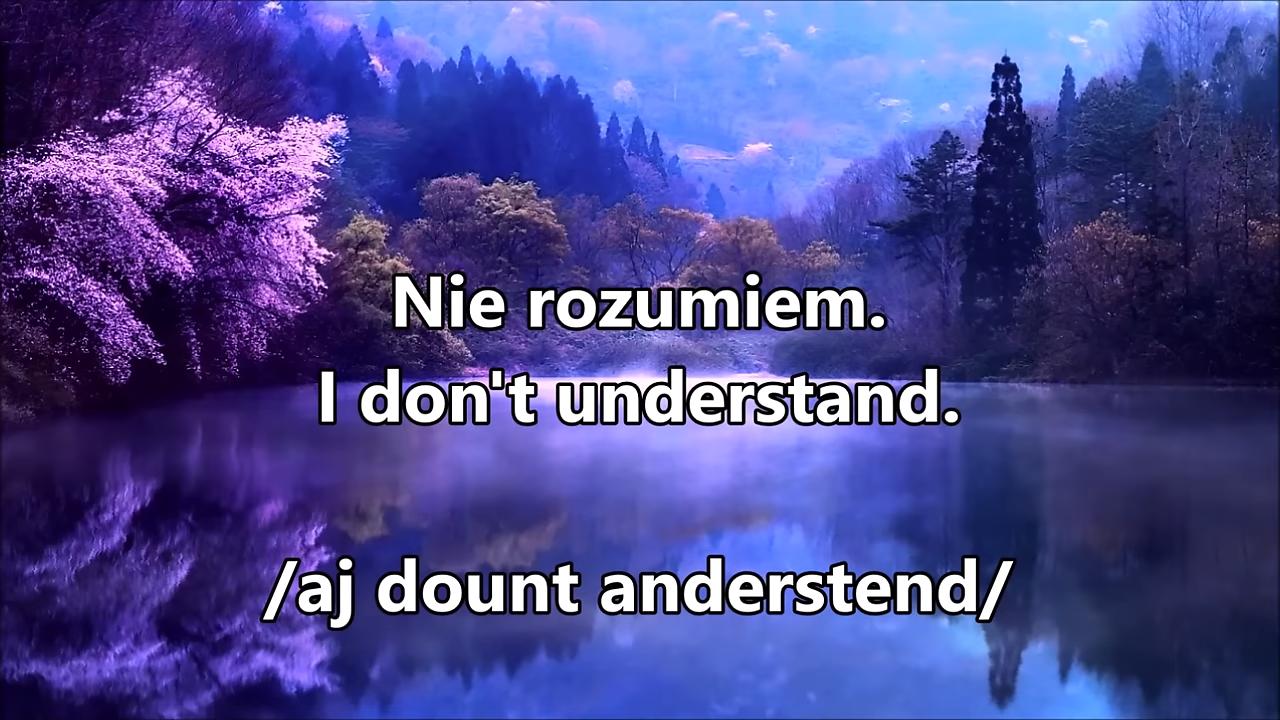 Nie rozumiem.
I don't understand.
/aj dount anderstend/